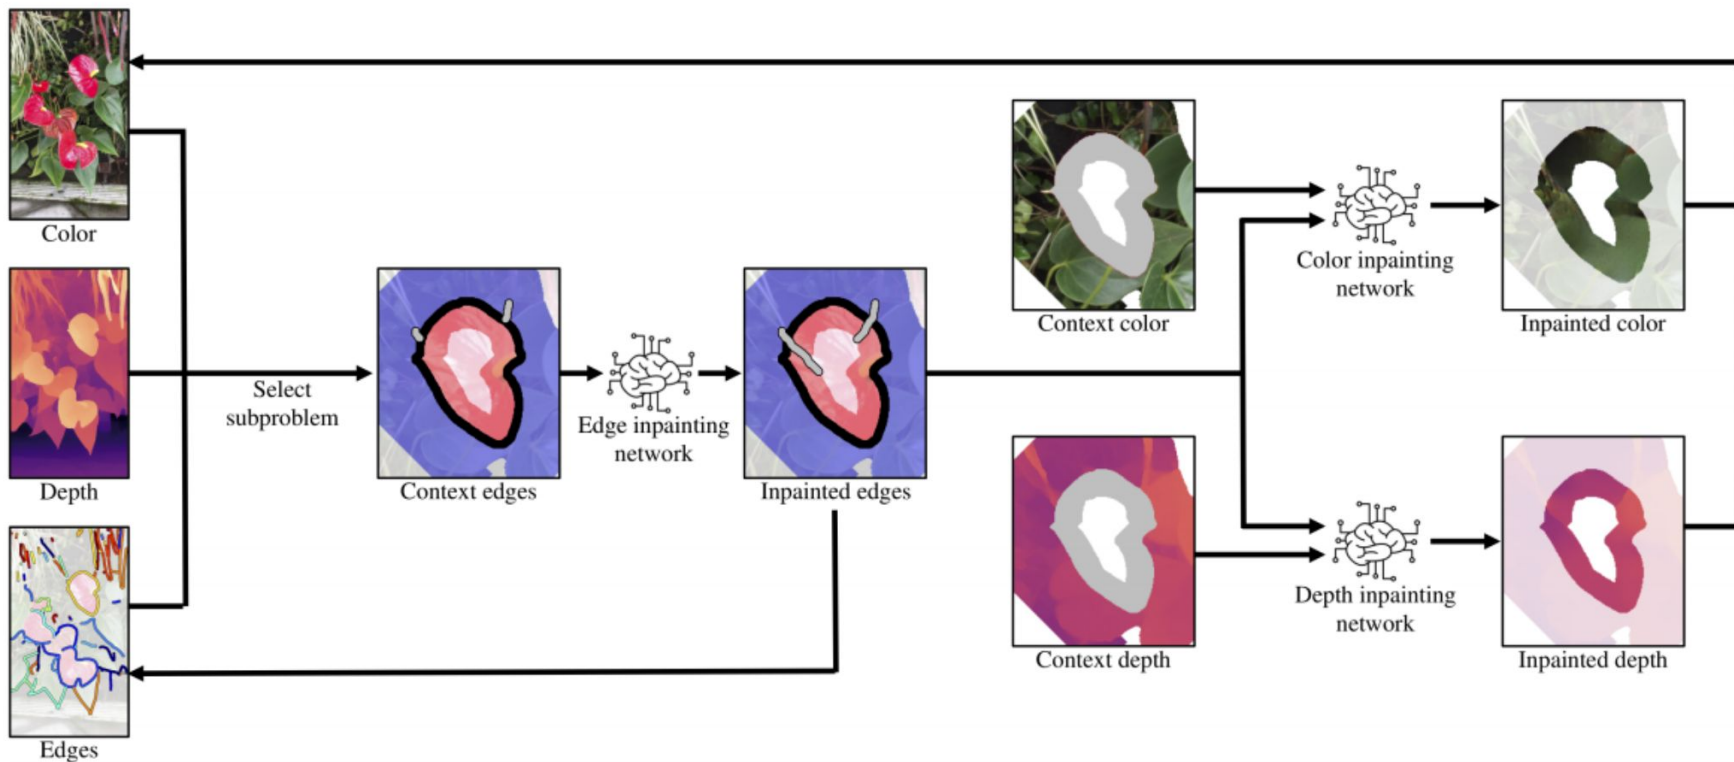 Color
Depth
Edges
Select
subproblem
Context edges
Edge inpainting
network
Inpainted edges
Context color
Color inpainting
network
Inpainted color
Context depth
Depth inpainting
network
Inpainted depth